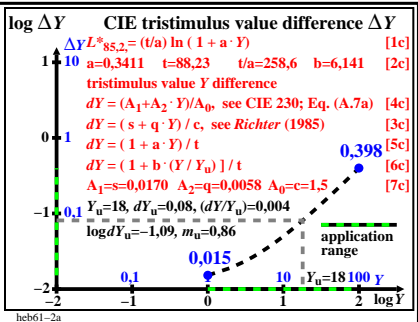 log ΔY CIE tristimulus value difference ΔY
ΔY L*85,2,= (t/a) ln ( 1 + a · Y ) [1c]
1 10 a=0,3411 t=88,23 t/a=258,6 b=6,141 [2c]
tristimulus value Y difference
dY = (A1+A2 · Y)/A0, see CIE 230; Eq. (A.7a) [4c]
0 1 dY = ( s + q · Y ) / c, see Richter (1985) [3c]
dY = ( 1 + a · Y ) / t [5c]
0,398
dY = [ 1 + b · ( Y / Yu ) ] / t [6c]
A1=s=0,0170 A2=q=0,0058 A0=c=1,5 [7c]
−1 0,1 Yu=18, dYu=0,08, (dY/Yu)=0,004
logdYu=−1,09, mu=0,86
application
range
0,015
−2 0,1 1 10 Yu=18 100 Y
−2 −1 0 1 2 log Y
heb61−2a